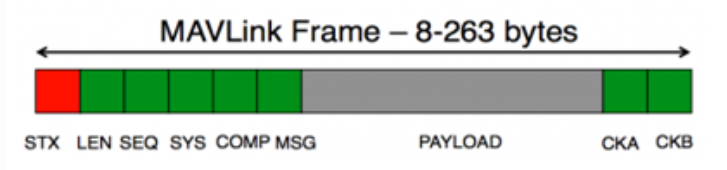 MAVLink Frame – 8-263 bytes
STX LEN SEQ SYS COMP MSG PAYLOAD CKA CKB